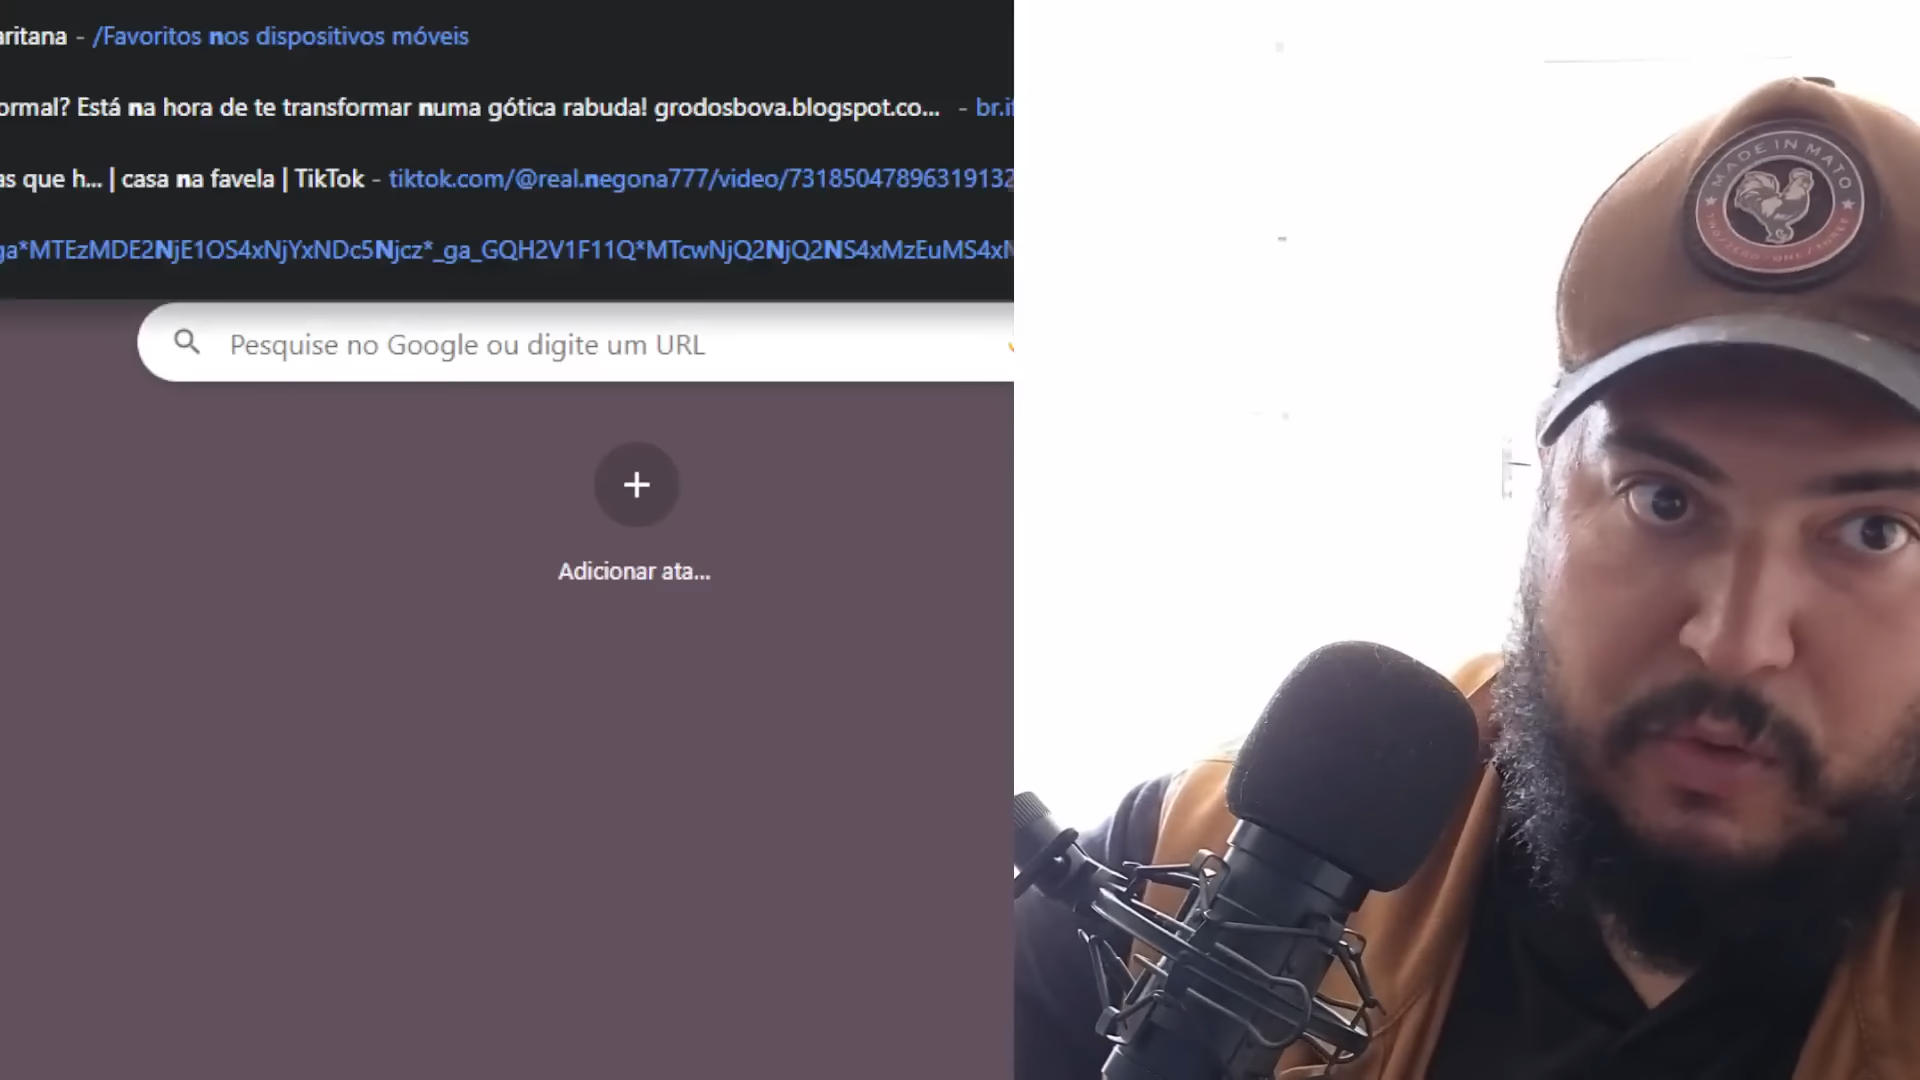 aritana - /Favoritos nos dispositivos móveis
ormal? Está na hora de te transformar numa gótica rabuda! grodosbova.blogspot.co... - br.if
as que h... | casa na favela | TikTok - tiktok.com/@real.negona777/video/7318504789631913
ga*MTEzMDE2NjE1OS4xNjYxNDc5Njcz*_ga_GQH2V1F11Q*MTcwNjQ2NjQ2NS4xMzEuMS4x
Pesquise no Google ou digite um URL
+
Adicionar ata...
MADE IN MATO